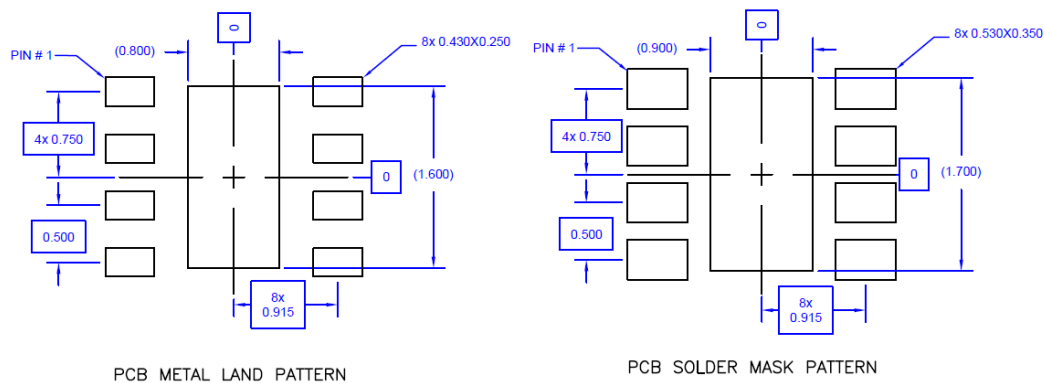 0
(0.800)
PIN # 1
8x 0.430X0.250
4x 0.750
0
(1.600)
0.500
8x
0.915
PCB METAL LAND PATTERN
0
(0.900)
PIN # 1
8x 0.530X0.350
4x 0.750
0
(1.700)
0.500
8x
0.915
PCB SOLDER MASK PATTERN